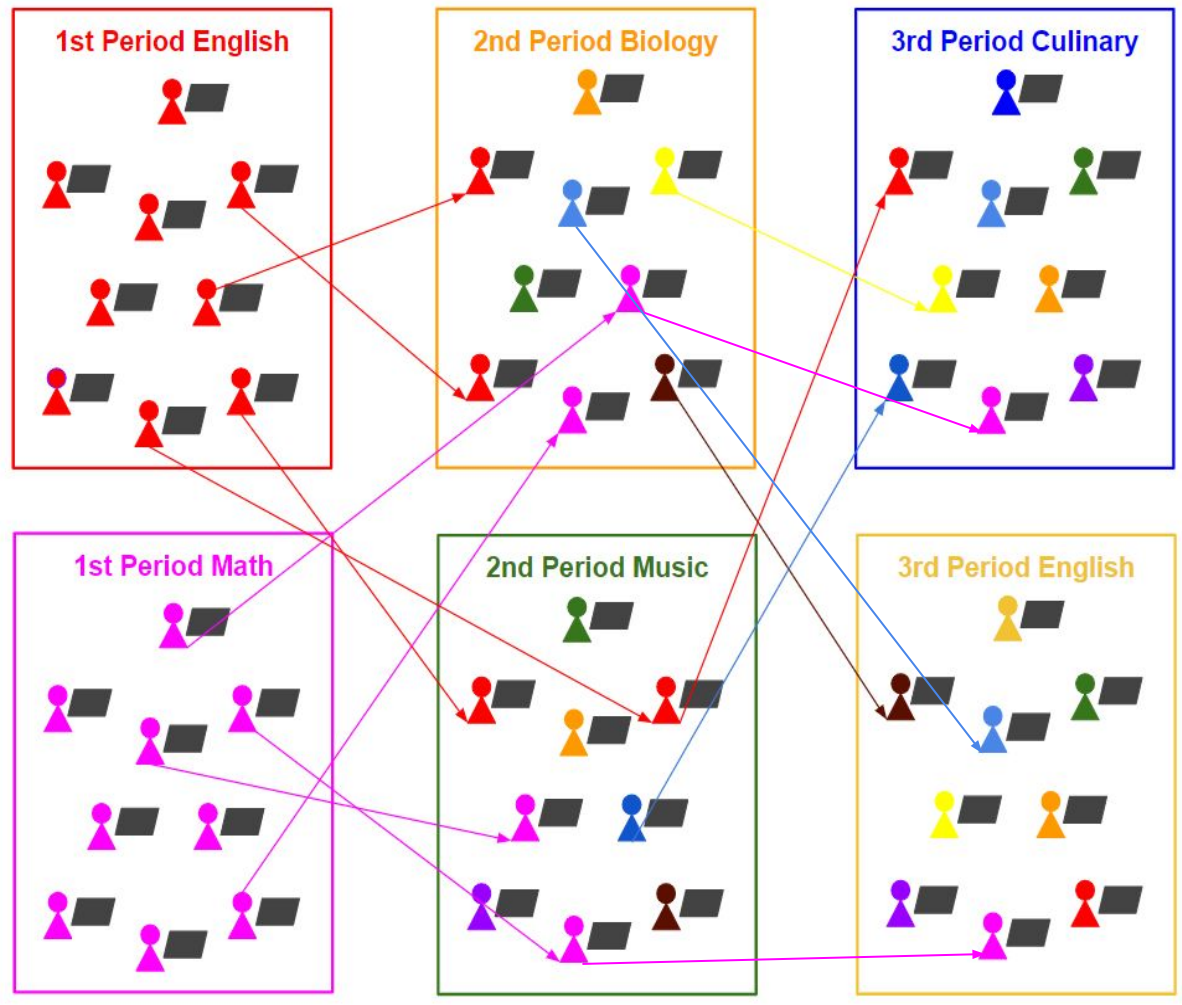 1st Period English
2nd Period Biology
3rd Period Culinary
1st Period Math
2nd Period Music
3rd Period English